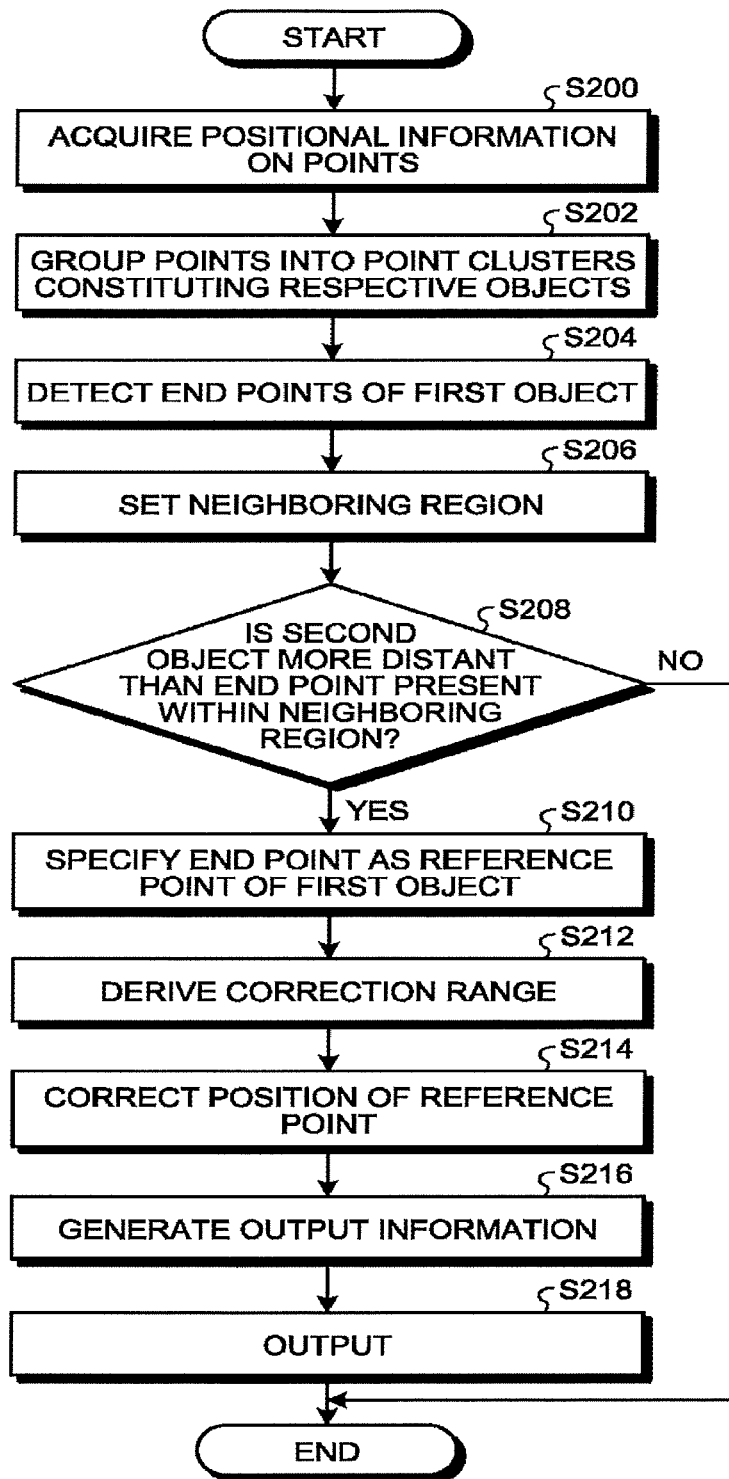 START
S200
ACQUIRE POSITIONAL INFORMATION
ON POINTS
S202
GROUP POINTS INTO POINT CLUSTERS
CONSTITUTING RESPECTIVE OBJECTS
S204
DETECT END POINTS OF FIRST OBJECT
S206
SET NEIGHBORING REGION
S208
IS SECOND
OBJECT MORE DISTANT
THAN END POINT PRESENT
WITHIN NEIGHBORING
REGION?
NO
YES
S210
SPECIFY END POINT AS REFERENCE
POINT OF FIRST OBJECT
S212
DERIVE CORRECTION RANGE
S214
CORRECT POSITION OF REFERENCE
POINT
S216
GENERATE OUTPUT INFORMATION
S218
OUTPUT
END